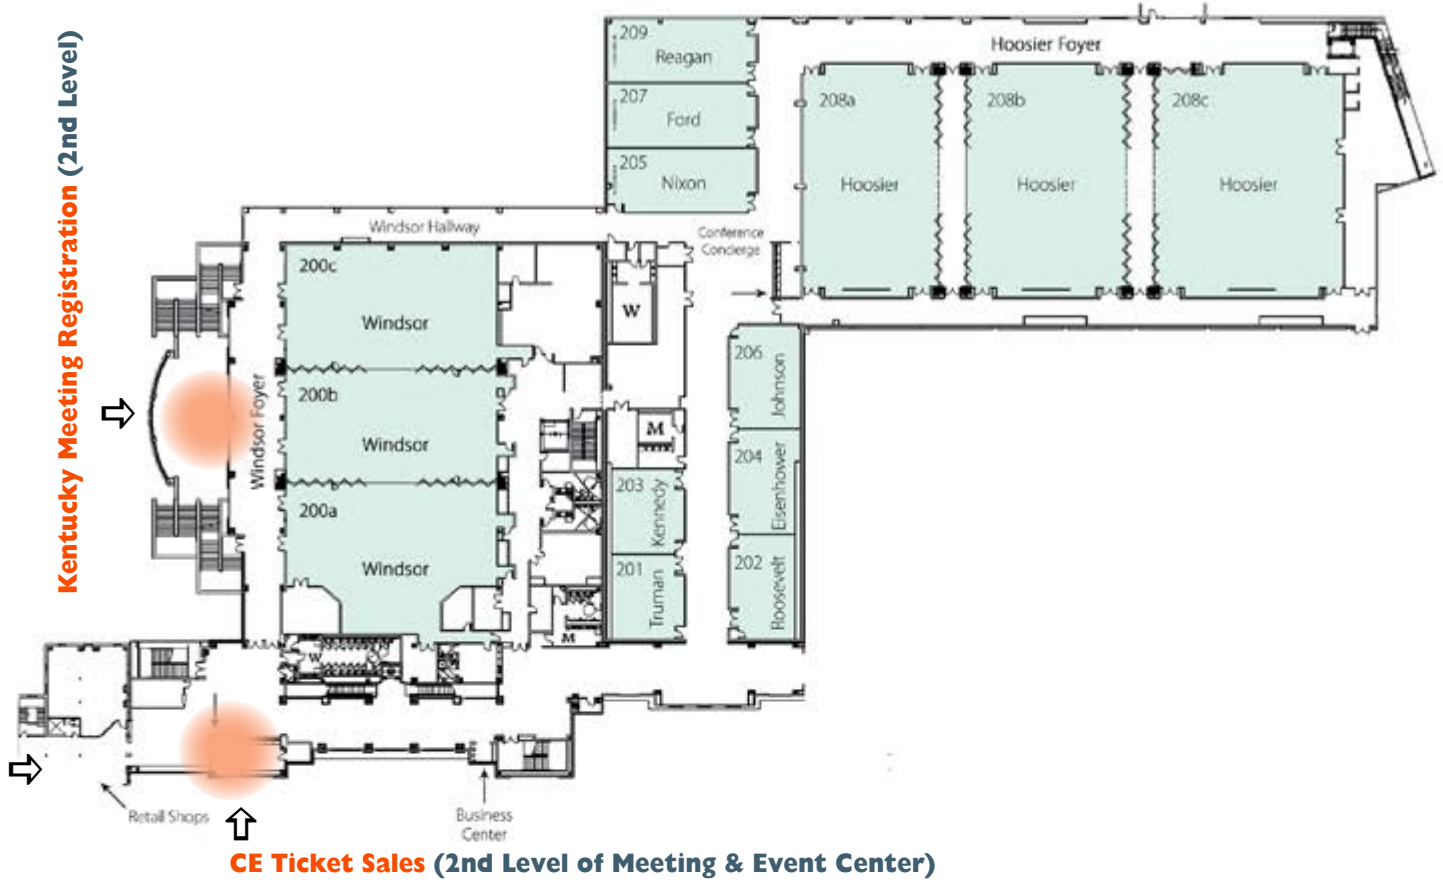 Kentucky Meeting Registration (2nd Level)
209
Reagan
207
Ford
205
Nixon
Hoosier Foyer
208a
Hoosier
208b
Hoosier
208c
Hoosier
Windsor Hallway
Conference
Concierge
200c
Windsor
W
Windsor Foyer
200b
Windsor
206
Johnson
M
204
Eisenhower
203
Kennedy
200a
Windsor
201
Truman
202
Roosevelt
M
W
Retail Shops
Business
Center
CE Ticket Sales (2nd Level of Meeting & Event Center)